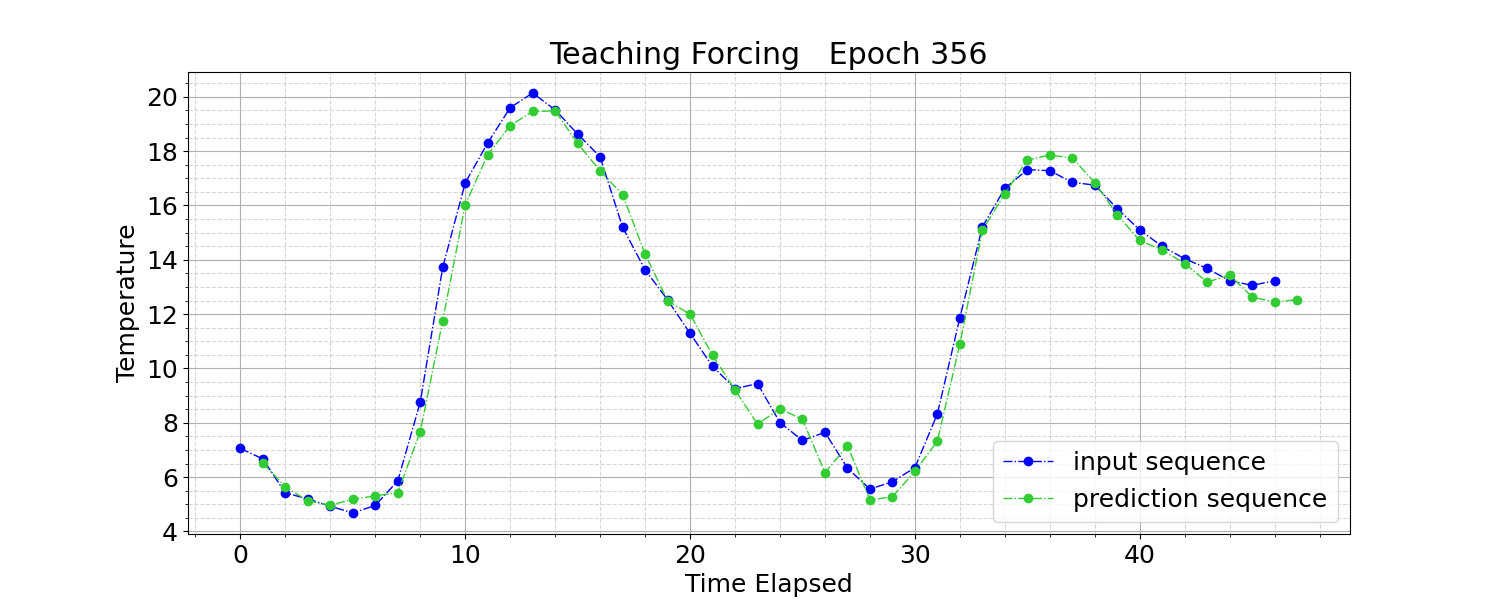 Teaching Forcing   Epoch 356
Temperature
20
18
16
14
12
10
8
6
4
0 10 20 30 40
Time Elapsed
input sequence
prediction sequence